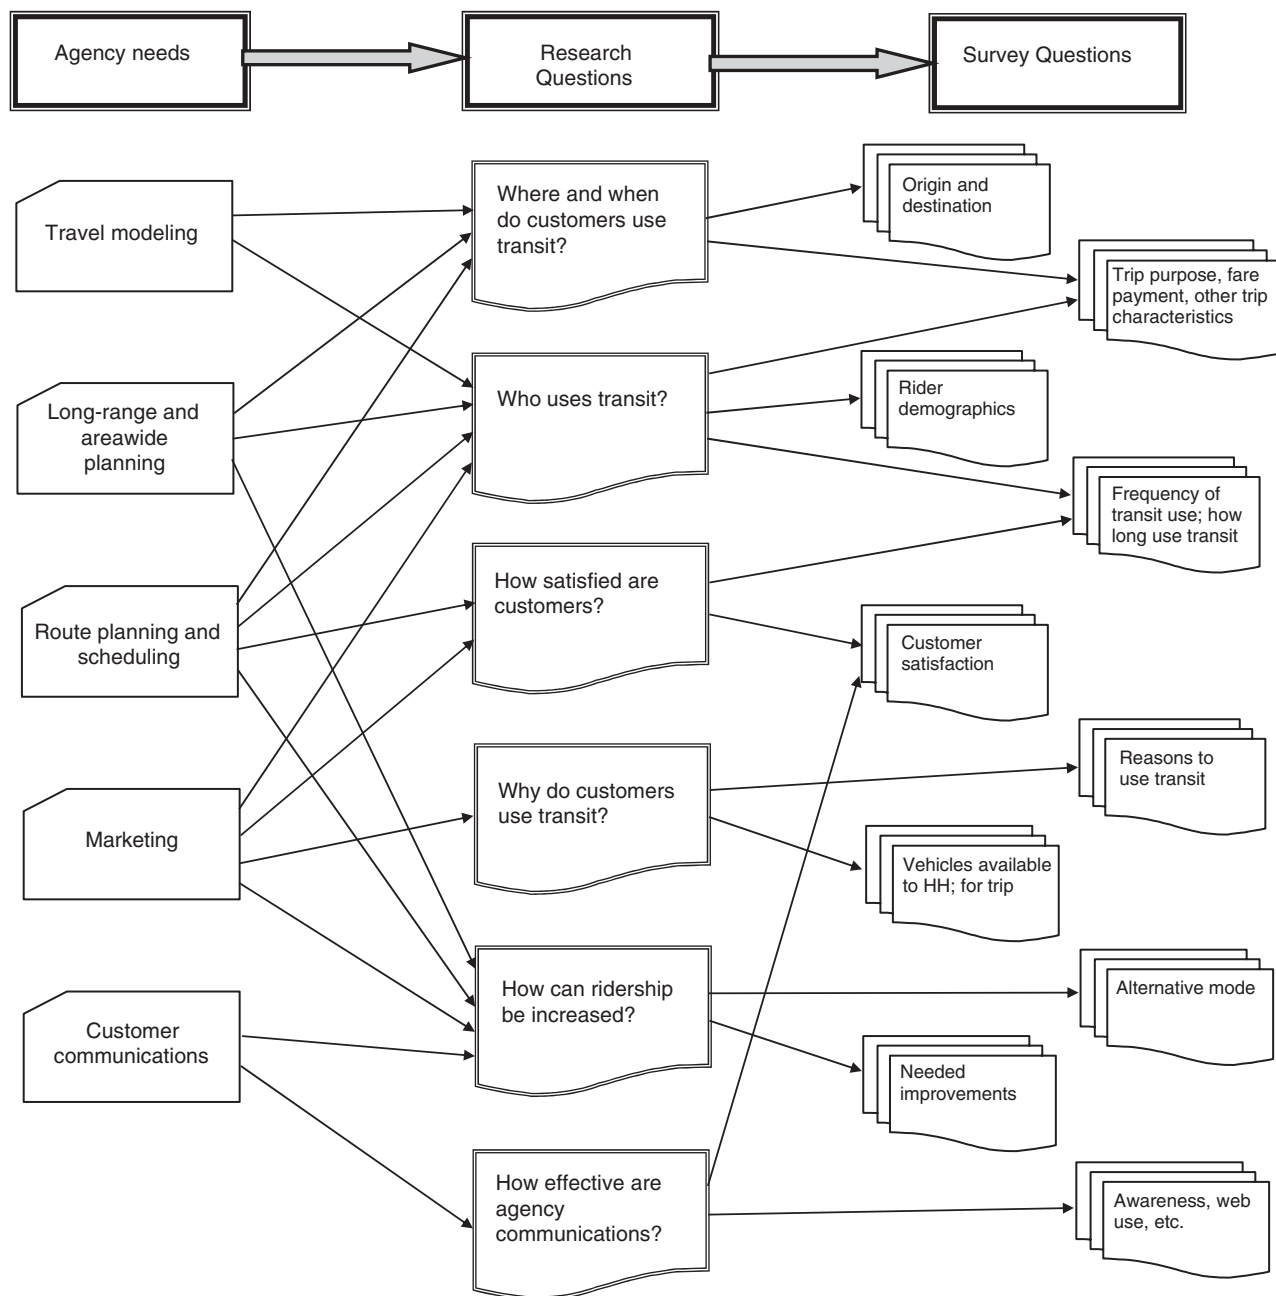 Agency needs
Research
Questions
Survey Questions
Travel modeling
Long-range and
areawide
planning
Route planning and
scheduling
Marketing
Customer
communications
Where and when
do customers use
transit?
Who uses transit?
How satisfied are
customers?
Why do customers
use transit?
How can ridership
be increased?
How effective are
agency
communications?
Origin and
destination
Trip purpose, fare
payment, other trip
characteristics
Rider
demographics
Frequency of
transit use; how
long use transit
Customer
satisfaction
Reasons to
use transit
Vehicles available
to HH; for trip
Alternative mode
Needed
improvements
Awareness, web
use, etc.